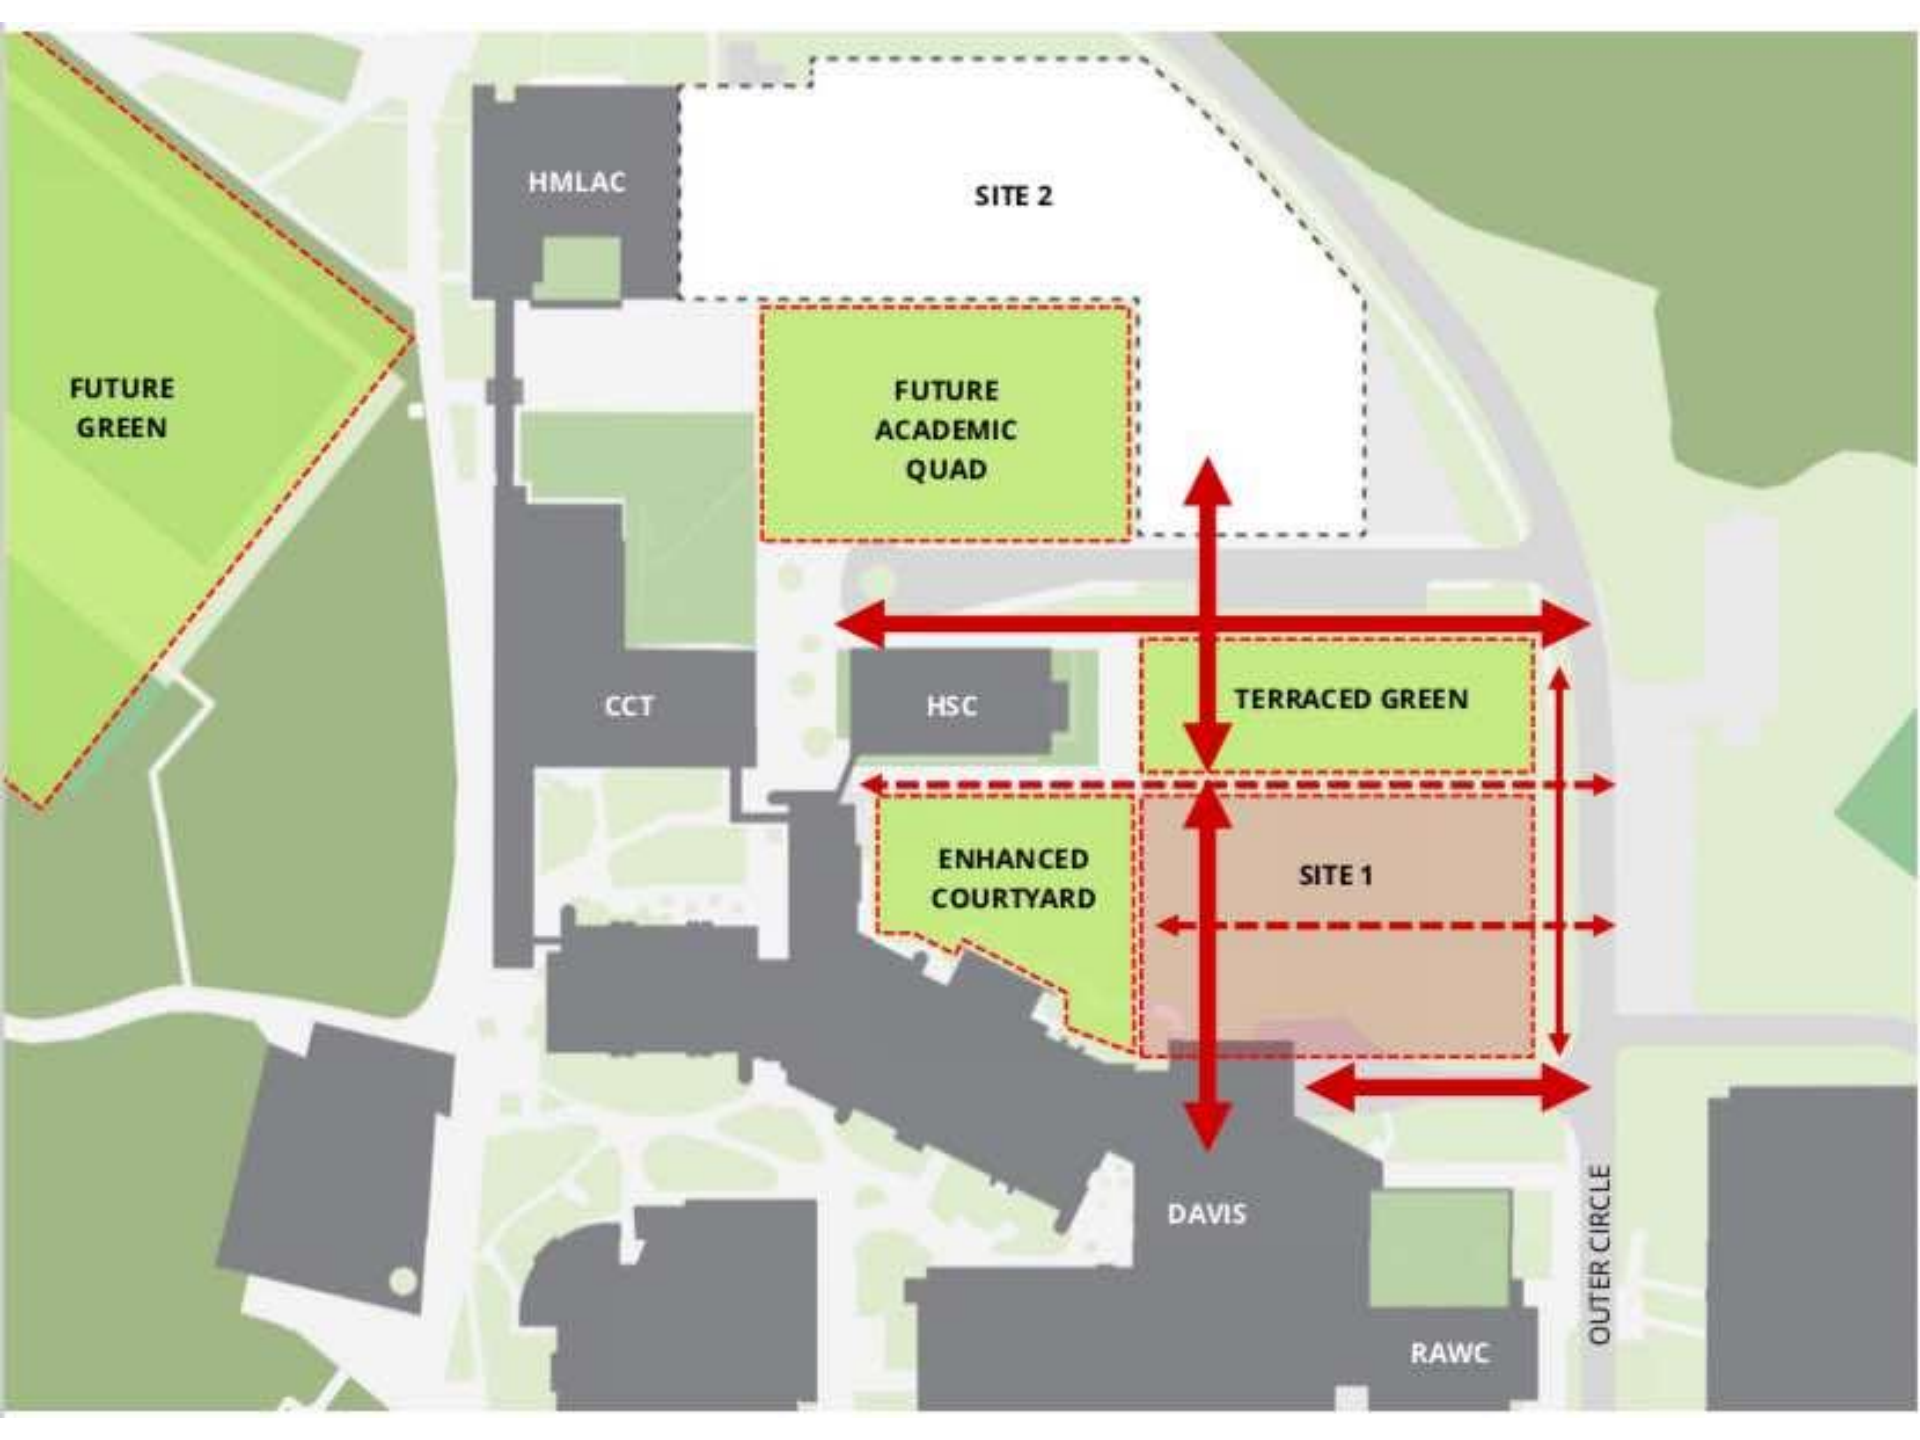 HMLAC
SITE 2
FUTURE
GREEN
FUTURE
ACADEMIC
QUAD
CCT
HSC
TERRACED GREEN
ENHANCED
COURTYARD
SITE 1
DAVIS
OUTER CIRCLE
RAWC